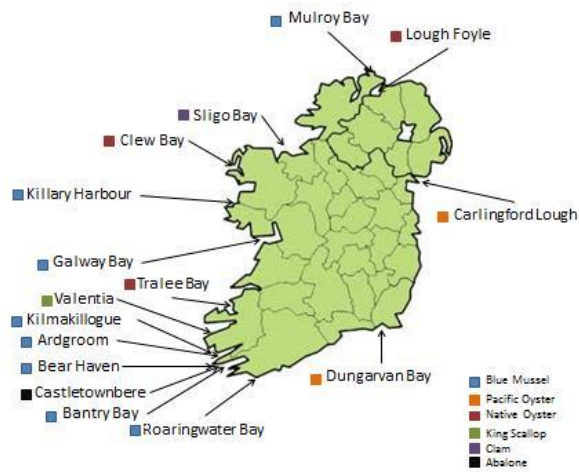 Mulroy Bay
Lough Foyle
Sligo Bay
Clew Bay
Killary Harbour
Carlingford Lough
Galway Bay
Tralee Bay
Valentia
Kilmakillogue
Ardgroom
Bear Haven
Castletownbere
Bantry Bay
Roaringwater Bay
Dungarvan Bay
Blue Mussel
Pacific Oyster
Native Oyster
King Scallop
Clam
Abalone